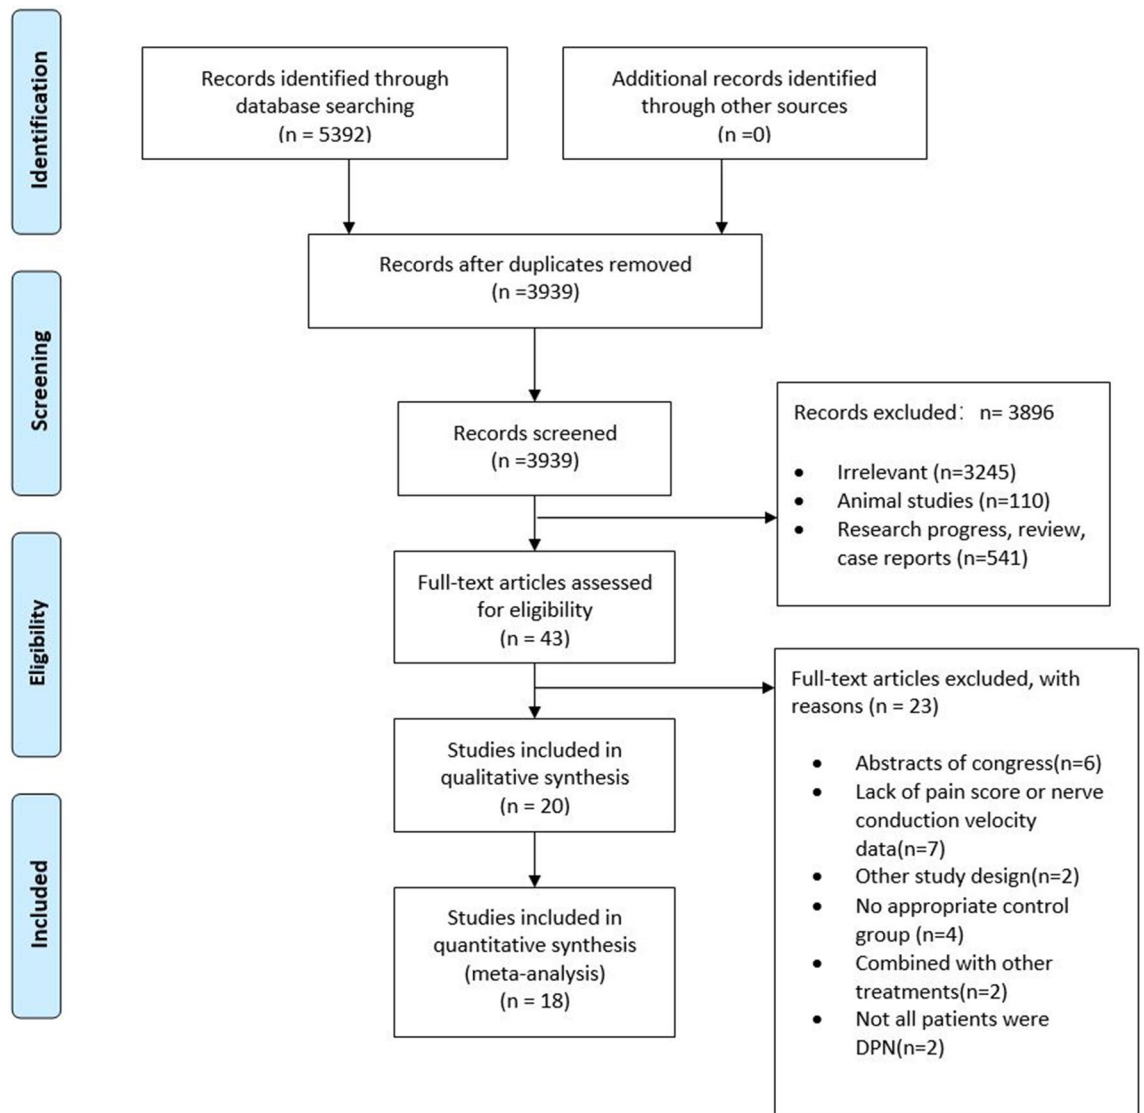 Identification
Records identified through
database searching
(n = 5392)
Additional records identified
through other sources
(n =0)
Records after duplicates removed
(n =3939)
Screening
Records screened
(n =3939)
Records excluded： n= 3896
• Irrelevant (n=3245)
• Animal studies (n=110)
• Research progress, review,
case reports (n=541)
Eligibility
Full-text articles assessed
for eligibility
(n = 43)
Full-text articles excluded, with
reasons (n = 23)
• Abstracts of congress(n=6)
• Lack of pain score or nerve
conduction velocity
data(n=7)
• Other study design(n=2)
• No appropriate control
group (n=4)
• Combined with other
treatments(n=2)
• Not all patients were
DPN(n=2)
Studies included in
qualitative synthesis
(n = 20)
Included
Studies included in
quantitative synthesis
(meta-analysis)
(n = 18)